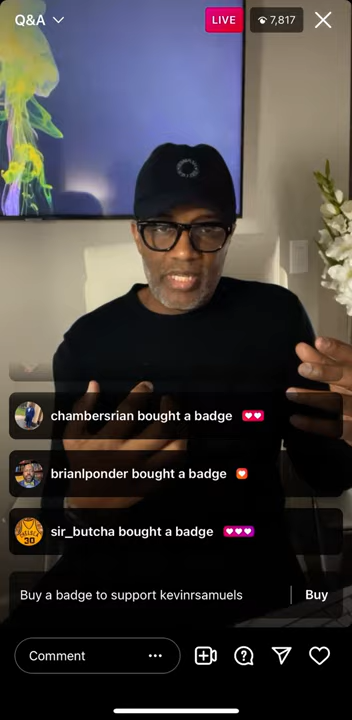 Q&A
LIVE
7,817
chambersrian bought a badge
brianlponder bought a badge
sir_butcha bought a badge
30
Buy a badge to support kevinrsamuels
Buy
Comment